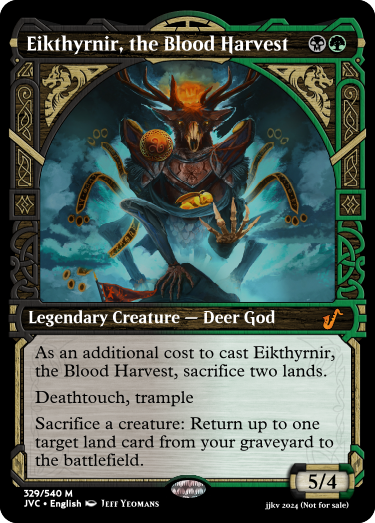 Eikthyrnir, the Blood Harvest
Legendary Creature — Deer God
As an additional cost to cast Eikthyrnir,
the Blood Harvest, sacrifice two lands.
Deathtouch, trample
Sacrifice a creature: Return up to one
target land card from your graveyard to
the battlefield.
5/4
329/540 M
JVC • English Jeff Yeomans
jjkv 2024 (Not for sale)